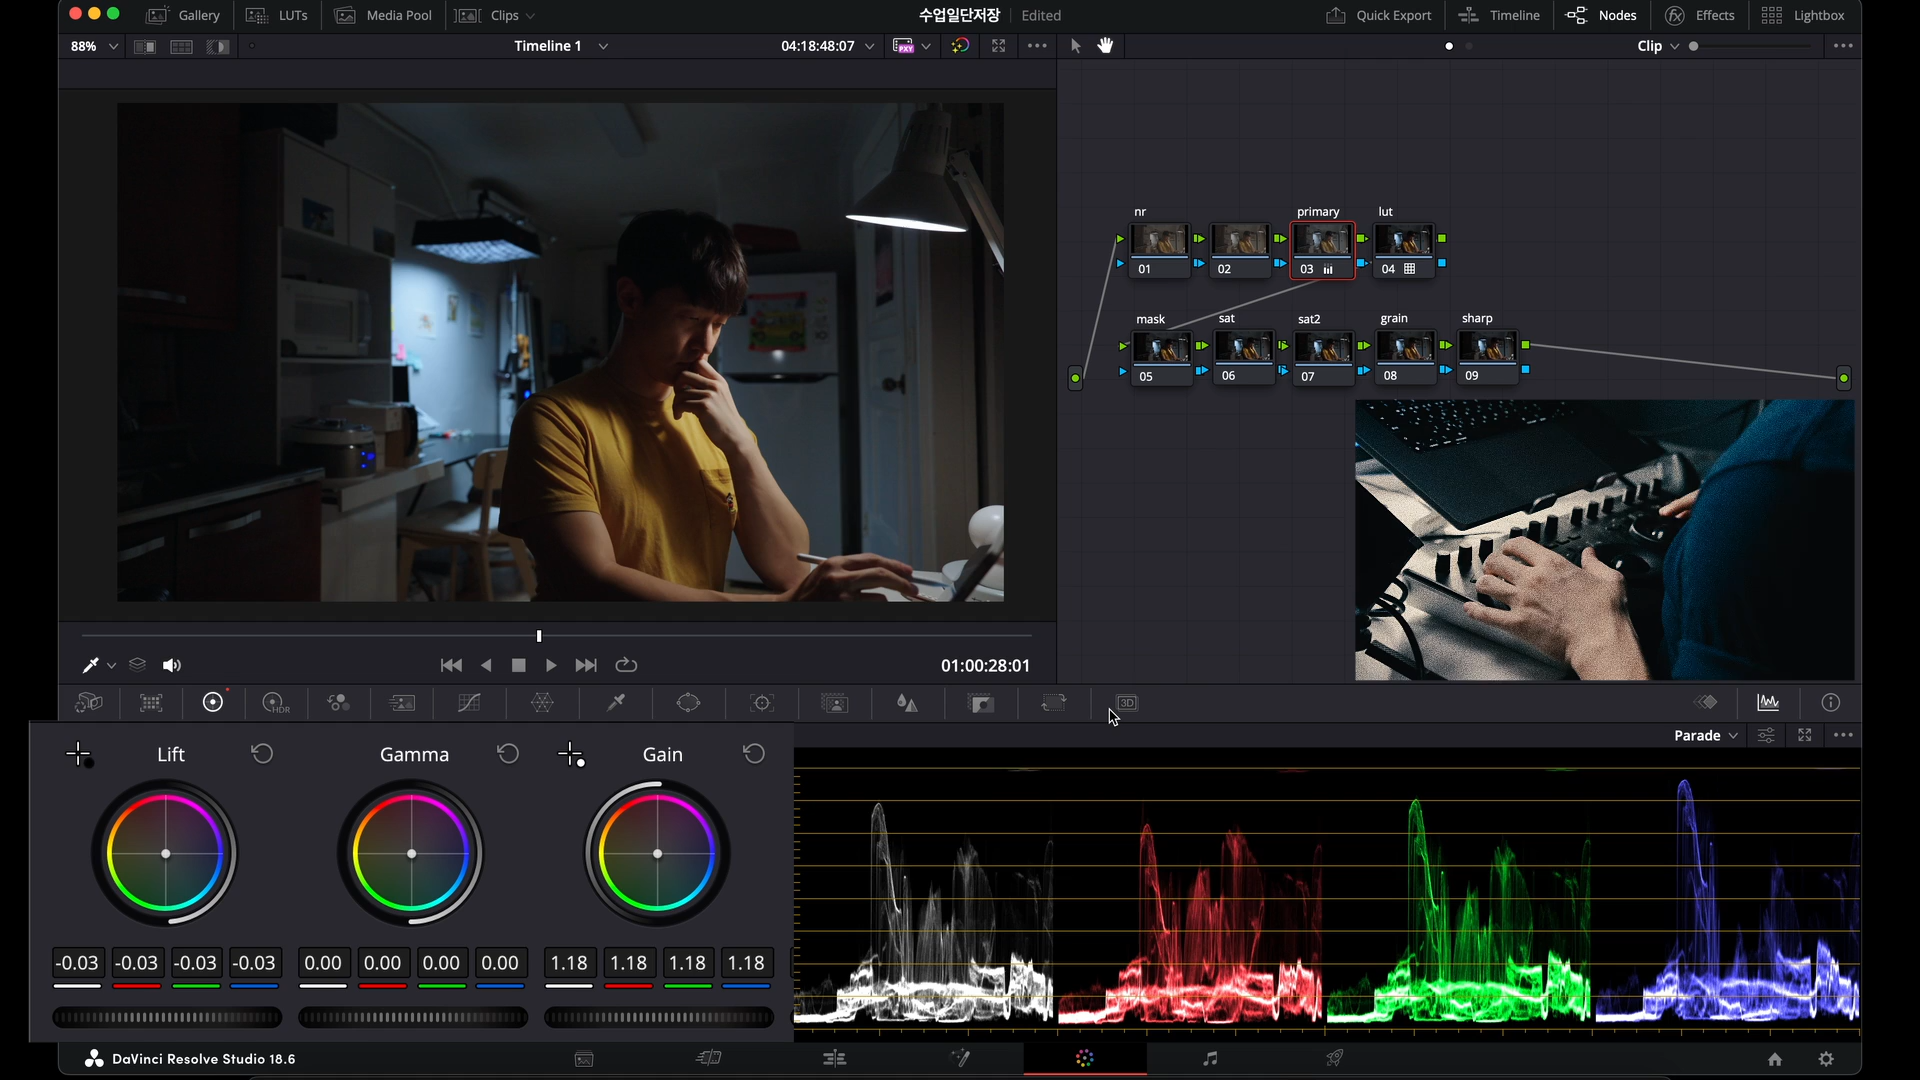 Gallery
LUTs
Media Pool
Clips
수업일단저장
Edited
Quick Export
Timeline
Nodes
Effects
Lightbox
88%
Timeline 1
04:18:48:07
PXY
Clip
nr
primary
lut
01
02
03
04
mask
sat
sat2
grain
sharp
05
06
07
08
09
01:00:28:01
HDR
3D
Parade
Lift
Gamma
Gain
-0.03 -0.03 -0.03 -0.03 0.00 0.00 0.00 0.00 1.18 1.18 1.18 1.18
DaVinci Resolve Studio 18.6